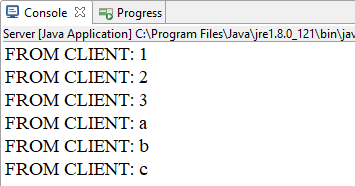 Console Progress
Server [Java Application] C:\Program Files\Java\jre1.8.0_121\bin\jav
FROM CLIENT: 1
FROM CLIENT: 2
FROM CLIENT: 3
FROM CLIENT: a
FROM CLIENT: b
FROM CLIENT: c